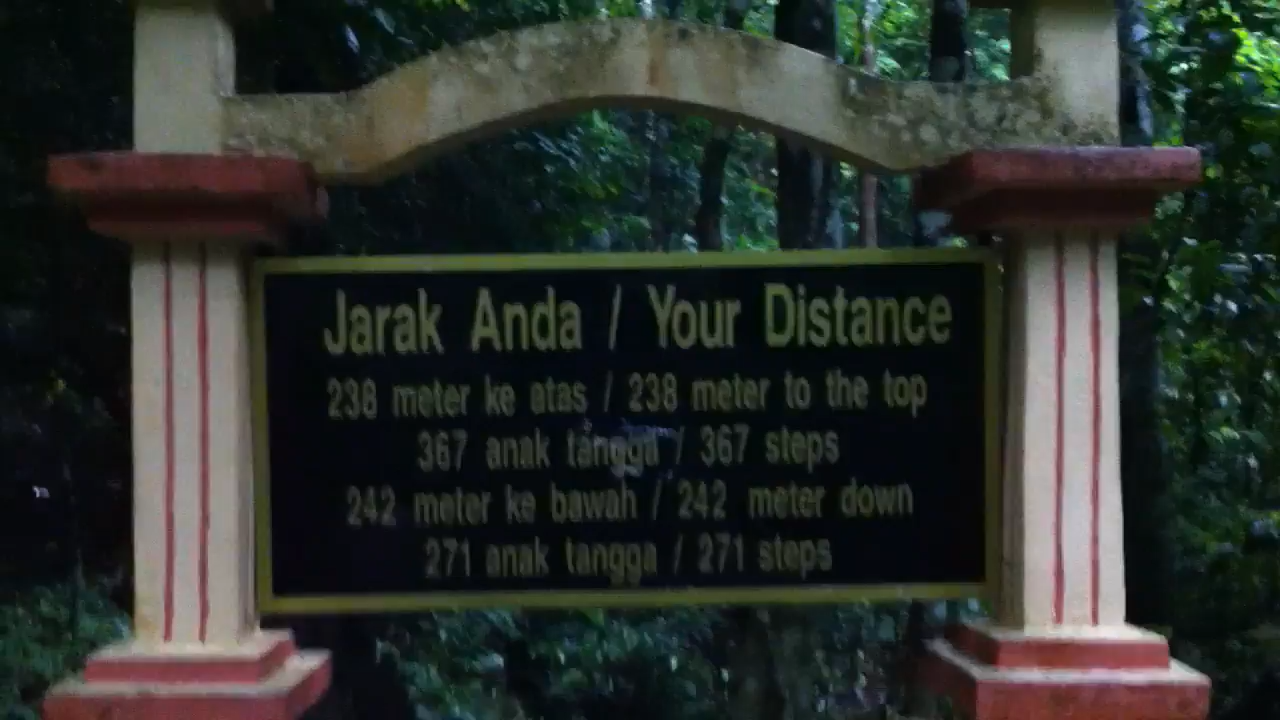 Jarak Anda / Your Distance
238 meter ke atas / 238 meter to the top
367 anak tangga / 367 steps
242 meter ke bawah / 242 meter down
271 anak tangga / 271 steps